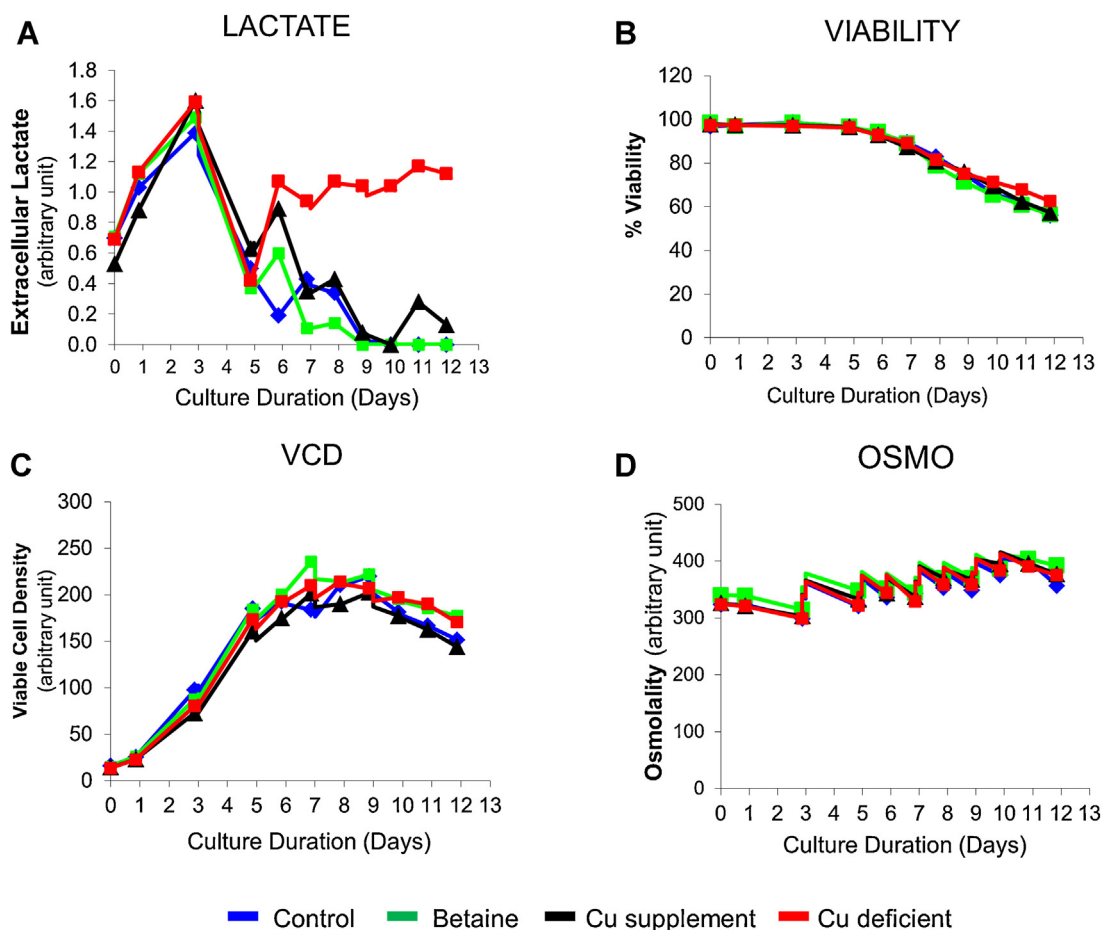 A
LACTATE
Extracellular Lactate
(arbitrary unit)
1.8
1.6
1.4
1.2
1.0
0.8
0.6
0.4
0.2
0.0
0 1 2 3 4 5 6 7 8 9 10 11 12 13
Culture Duration (Days)
B
VIABILITY
% Viability
120
100
80
60
40
20
0
0 1 2 3 4 5 6 7 8 9 10 11 12 13
Culture Duration (Days)
C
VCD
Viable Cell Density
(arbitrary unit)
300
250
200
150
100
50
0
0 1 2 3 4 5 6 7 8 9 10 11 12 13
Culture Duration (Days)
D
OSMO
Osmolality (arbitrary unit)
500
400
300
200
100
0
0 1 2 3 4 5 6 7 8 9 10 11 12 13
Culture Duration (Days)
Control Betaine Cu supplement Cu deficient